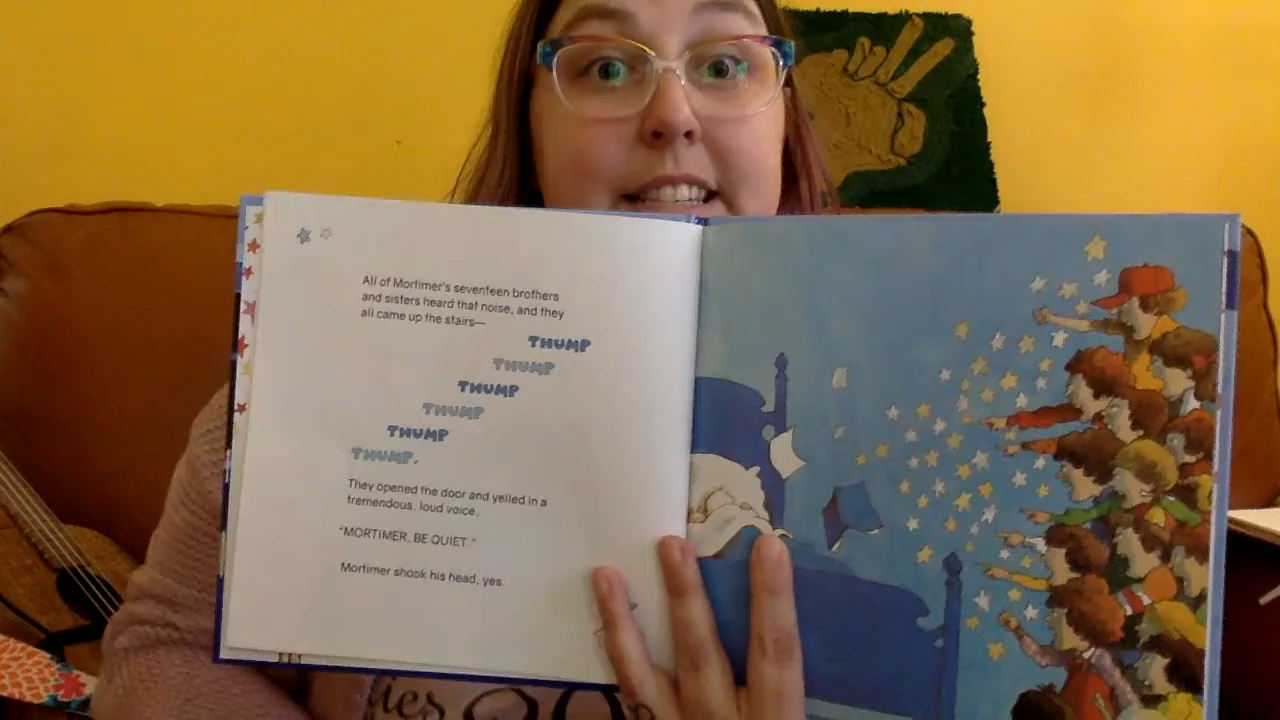 All of Mortimer's seventeen brothers
and sisters heard that noise, and they
all came up the stairs—
THUMP
THUMP
THUMP
THUMP
THUMP
THUMP.
They opened the door and yelled in a
tremendous, loud voice,
"MORTIMER, BE QUIET."
Mortimer shook his head, yes.